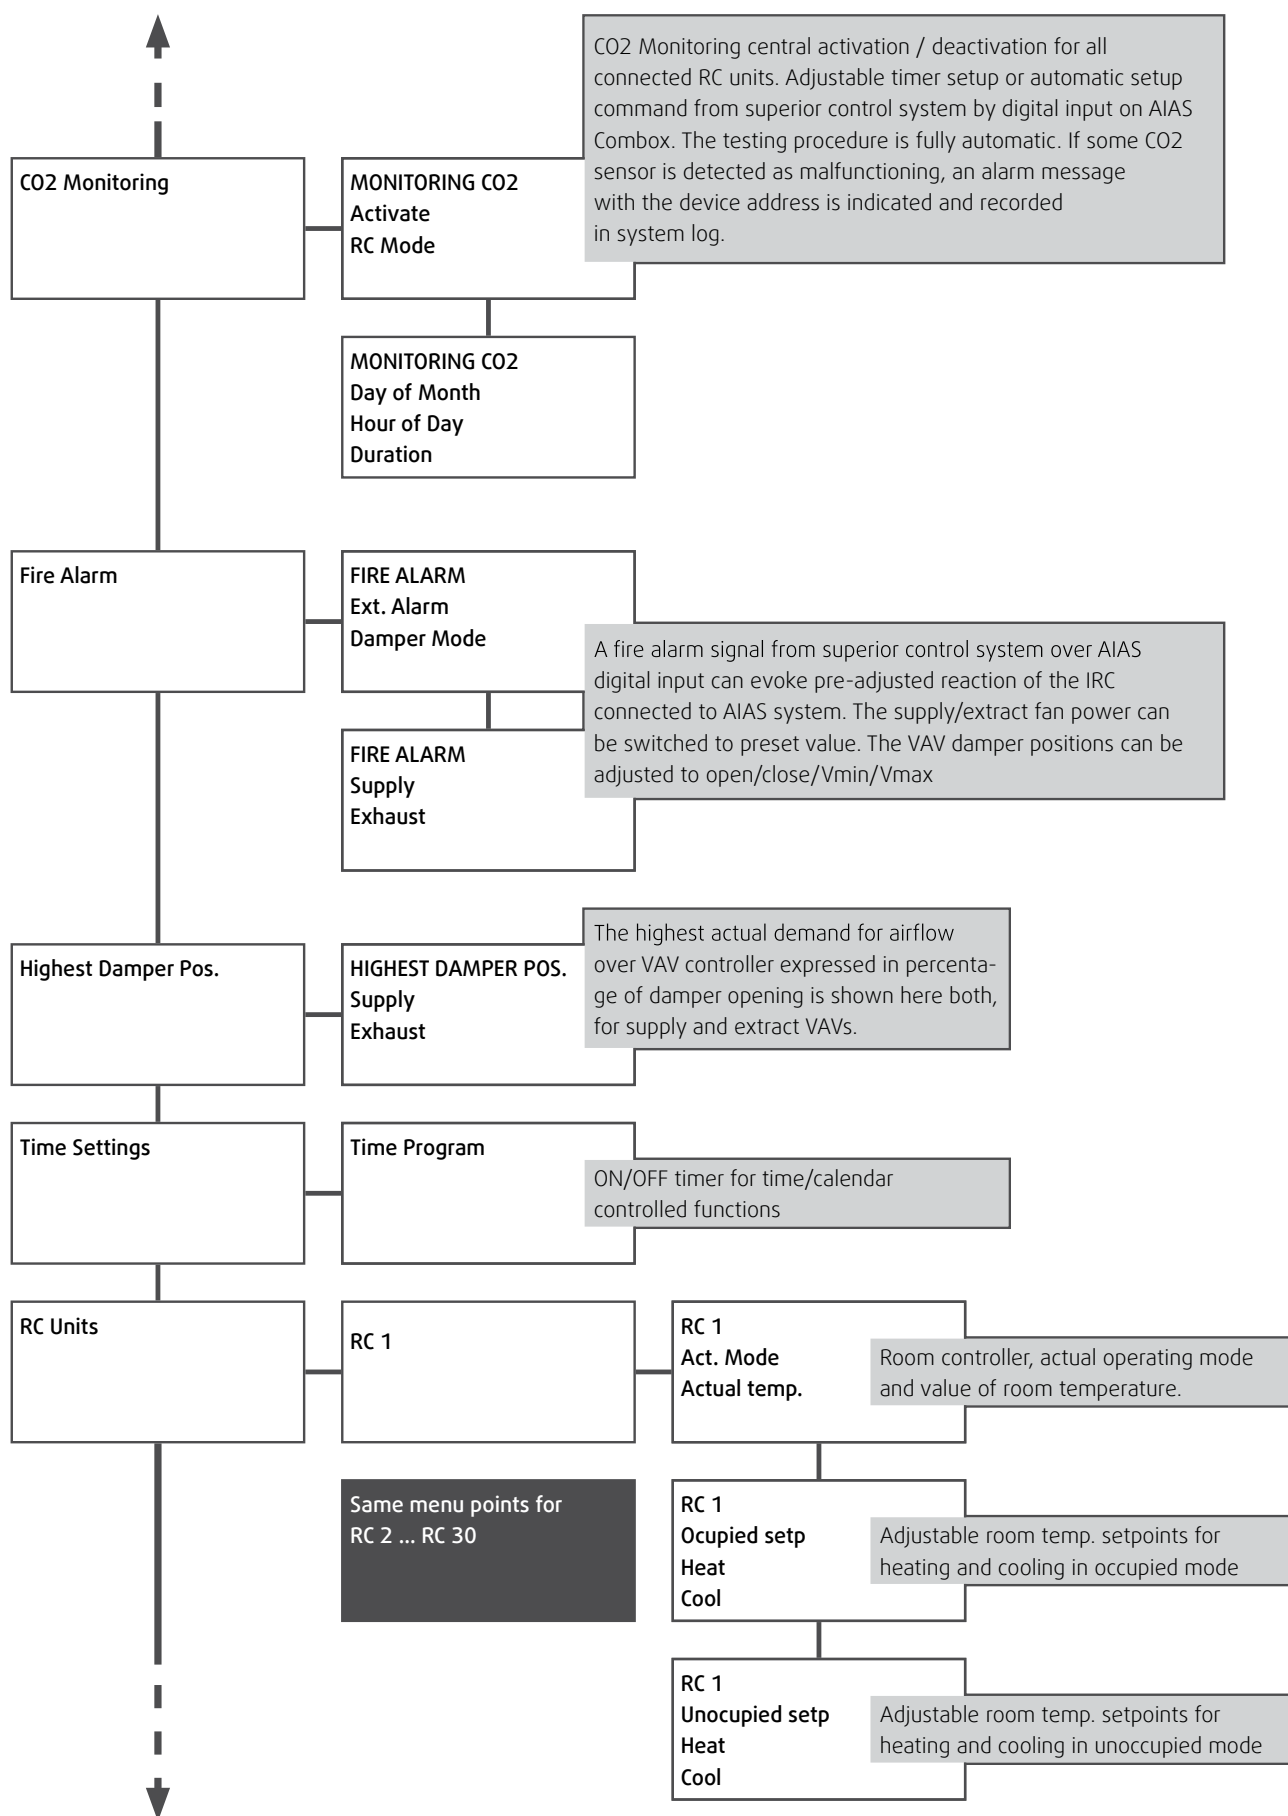 CO2 Monitoring
MONITORING CO2
Activate
RC Mode
CO2 Monitoring central activation / deactivation for all
connected RC units. Adjustable timer setup or automatic setup
command from superior control system by digital input on AIAS
Combox. The testing procedure is fully automatic. If some CO2
sensor is detected as malfunctioning, an alarm message
with the device address is indicated and recorded
in system log.
MONITORING CO2
Day of Month
Hour of Day
Duration
Fire Alarm
FIRE ALARM
Ext. Alarm
Damper Mode
A fire alarm signal from superior control system over AIAS
digital input can evoke pre-adjusted reaction of the IRC
connected to AIAS system. The supply/extract fan power can
be switched to preset value. The VAV damper positions can be
adjusted to open/close/Vmin/Vmax
FIRE ALARM
Supply
Exhaust
Highest Damper Pos.
HIGHEST DAMPER POS.
Supply
Exhaust
The highest actual demand for airflow
over VAV controller expressed in percenta-
ge of damper opening is shown here both,
for supply and extract VAVs.
Time Settings
Time Program
ON/OFF timer for time/calendar
controlled functions
RC Units
RC 1
RC 1
Act. Mode
Actual temp.
Room controller, actual operating mode
and value of room temperature.
Same menu points for
RC 2 ... RC 30
RC 1
Ocupied setp
Heat
Cool
Adjustable room temp. setpoints for
heating and cooling in occupied mode
RC 1
Unocupied setp
Heat
Cool
Adjustable room temp. setpoints for
heating and cooling in unoccupied mode